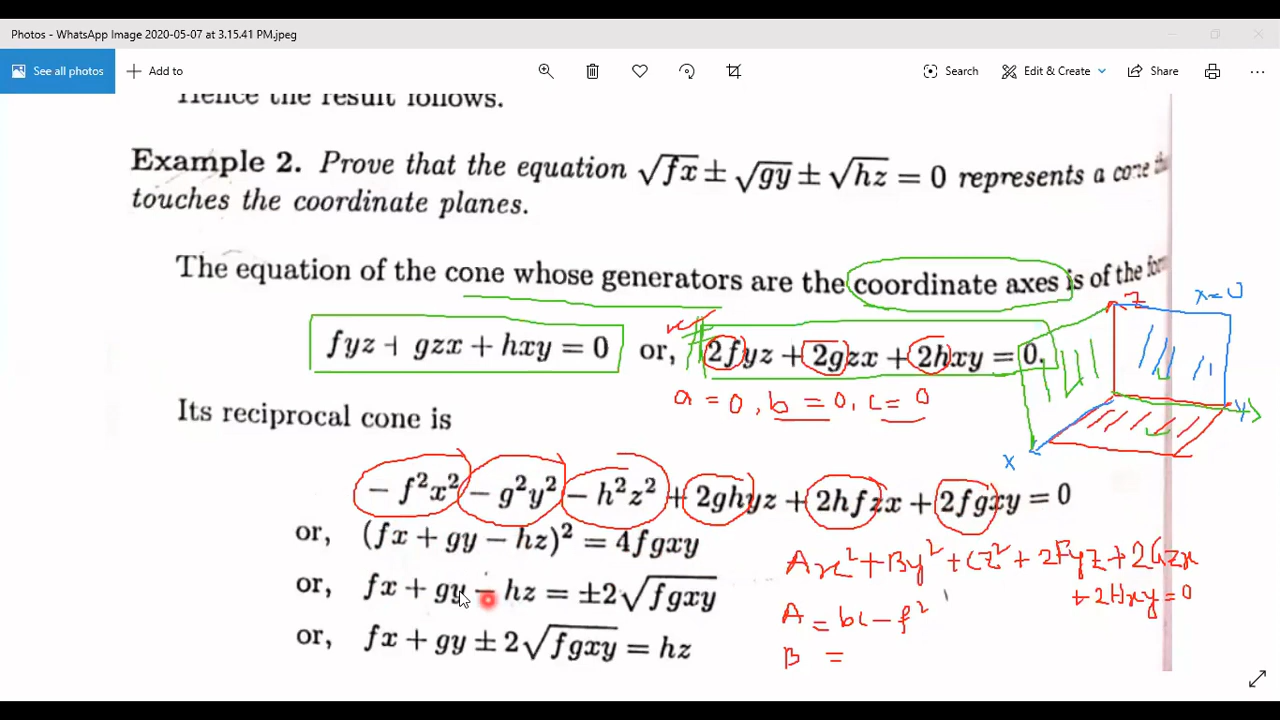 Photos - WhatsApp Image 2020-05-07 at 3.15.41 PM.jpeg
See all photos + Add to Search Edit & Create Share
Hence the result follows.
Example 2. Prove that the equation √fx ± √gy ± √hz = 0 represents a cone
touches the coordinate planes.
The equation of the cone whose generators are the coordinate axes is of the
fyz + gzx + hxy = 0 or, 2fyz + 2gzx + 2hxy = 0.
a = 0, b = 0, c = 0
Z
x=0
Y
X
Its reciprocal cone is
− f²x² − g²y² − h²z² + 2ghyz + 2hfzx + 2fgxy = 0
or, (fx + gy − hz)² = 4fgxy
or, fx + gy − hz = ±2√fgxy
or, fx + gy ± 2√fgxy = hz
Ax² + By² + Cz² + 2Fyz + 2Gzx
+ 2Hxy = 0
A = bc − f²
B =